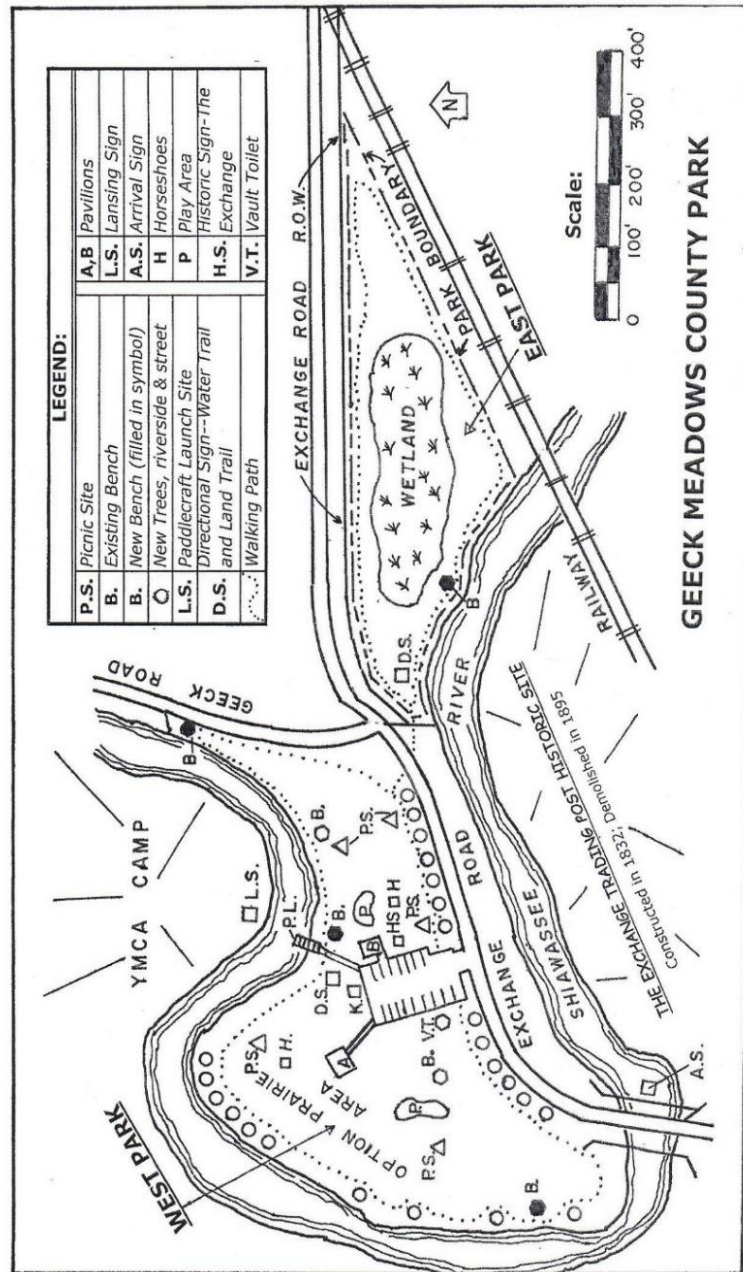 LEGEND:
P.S. Picnic Site A,B Pavilions
B. Existing Bench L.S. Lansing Sign
B. New Bench (filled in symbol) A.S. Arrival Sign
New Trees, riverside & street H Horseshoes
L.S. Paddlecraft Launch Site P Play Area
D.S. Directional Sign--Water Trail and Land Trail H.S. Historic Sign-The Exchange
Walking Path V.T. Vault Toilet
YMCA CAMP
GEECK
ROAD
EXCHANGE ROAD R.O.W.
L.S.
P.L.
B.
D.S.
K.
B.
B
P.
B.
P.S.
HS
H
P.S.
WEST PARK
OPTION PRAIRIE
AREA
P.S.
H.
A
V.T.
B.
P.
P.S.
B.
EXCHANGE ROAD
SHIAWASSEE RIVER
A.S.
D.S.
B
WETLAND
PARK BOUNDARY
EAST PARK
RAILWAY
THE EXCHANGE TRADING POST HISTORIC SITE
Constructed in 1832; Demolished in 1895
N
Scale:
0 100' 200' 300' 400'
GEECK MEADOWS COUNTY PARK